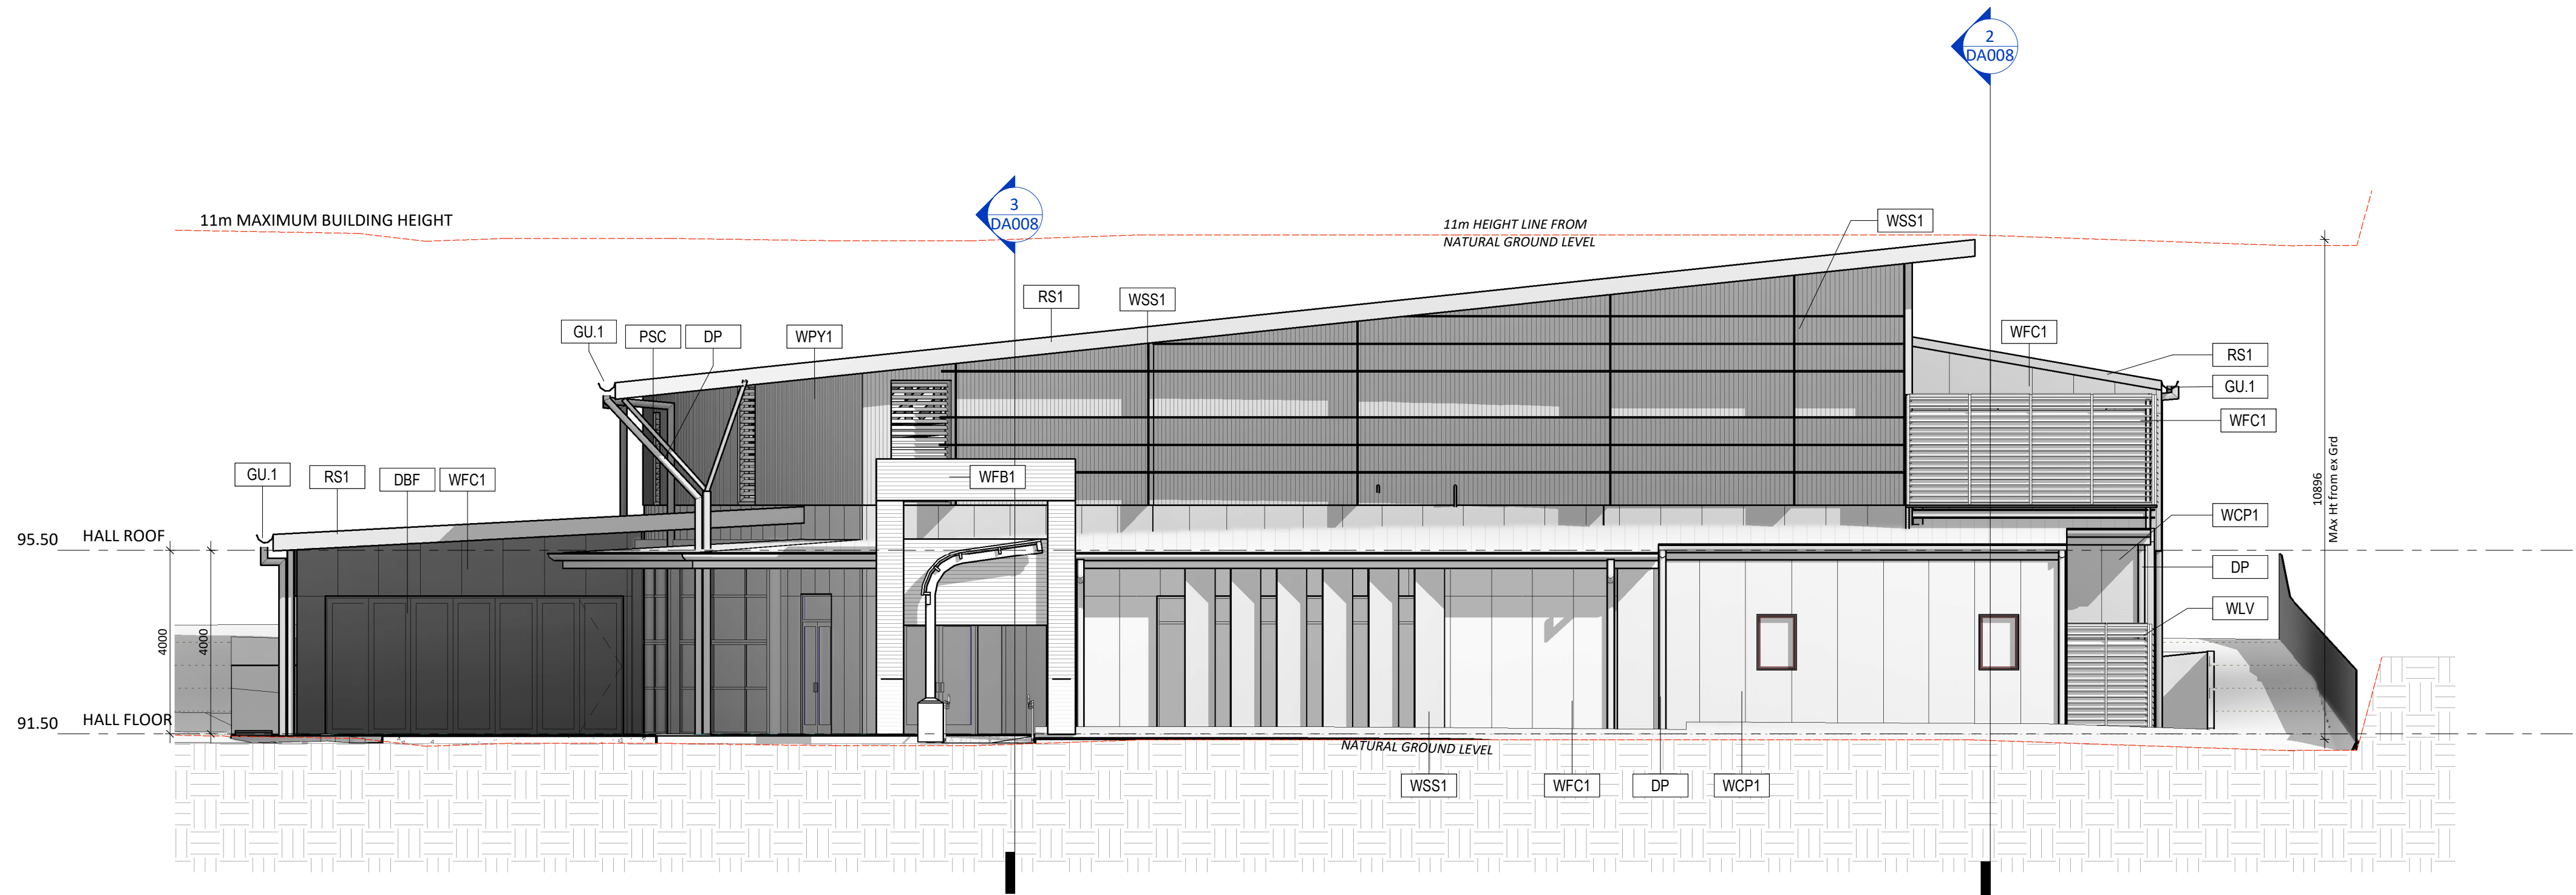 2
DA008
3
DA008
11m MAXIMUM BUILDING HEIGHT
11m HEIGHT LINE FROM
NATURAL GROUND LEVEL
WSS1
RS1
WSS1
GU.1
PSC
DP
WPY1
WFC1
RS1
GU.1
WFC1
GU.1
RS1
DBF
WFC1
WFB1
10896
MAx Ht from ex Grd
WCP1
95.50
HALL ROOF
DP
WLV
4000
4000
91.50
HALL FLOOR
NATURAL GROUND LEVEL
WSS1
WFC1
DP
WCP1